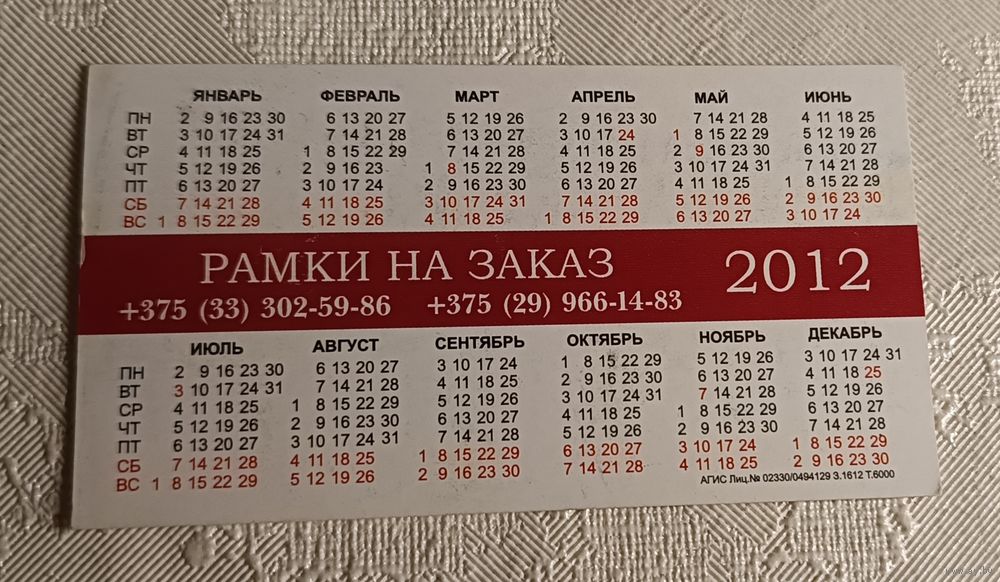 ЯНВАРЬ ФЕВРАЛЬ МАРТ АПРЕЛЬ МАЙ ИЮНЬ
ПН 2 9 16 23 30 6 13 20 27 5 12 19 26 2 9 16 23 30 7 14 21 28 4 11 18 25
ВТ 3 10 17 24 31 7 14 21 28 6 13 20 27 3 10 17 24 1 8 15 22 29 5 12 19 26
СР 4 11 18 25 1 8 15 22 29 7 14 21 28 4 11 18 25 2 9 16 23 30 6 13 20 27
ЧТ 5 12 19 26 2 9 16 23 1 8 15 22 29 5 12 19 26 3 10 17 24 31 7 14 21 28
ПТ 6 13 20 27 3 10 17 24 2 9 16 23 30 6 13 20 27 4 11 18 25 1 8 15 22 29
СБ 7 14 21 28 4 11 18 25 3 10 17 24 31 7 14 21 28 5 12 19 26 2 9 16 23 30
ВС 1 8 15 22 29 5 12 19 26 4 11 18 25 1 8 15 22 29 6 13 20 27 3 10 17 24
РАМКИ НА ЗАКАЗ 2012
+375 (33) 302-59-86 +375 (29) 966-14-83
ИЮЛЬ АВГУСТ СЕНТЯБРЬ ОКТЯБРЬ НОЯБРЬ ДЕКАБРЬ
ПН 2 9 16 23 30 6 13 20 27 3 10 17 24 1 8 15 22 29 5 12 19 26 3 10 17 24 31
ВТ 3 10 17 24 31 7 14 21 28 4 11 18 25 2 9 16 23 30 6 13 20 27 4 11 18 25
СР 4 11 18 25 1 8 15 22 29 5 12 19 26 3 10 17 24 31 7 14 21 28 5 12 19 26
ЧТ 5 12 19 26 2 9 16 23 30 6 13 20 27 4 11 18 25 1 8 15 22 29 6 13 20 27
ПТ 6 13 20 27 3 10 17 24 31 7 14 21 28 5 12 19 26 2 9 16 23 30 7 14 21 28
СБ 7 14 21 28 4 11 18 25 1 8 15 22 29 6 13 20 27 3 10 17 24 1 8 15 22 29
ВС 1 8 15 22 29 5 12 19 26 2 9 16 23 30 7 14 21 28 4 11 18 25 2 9 16 23 30
АГИС Лиц.№ 02330/0494129 З.1612 Т.6000